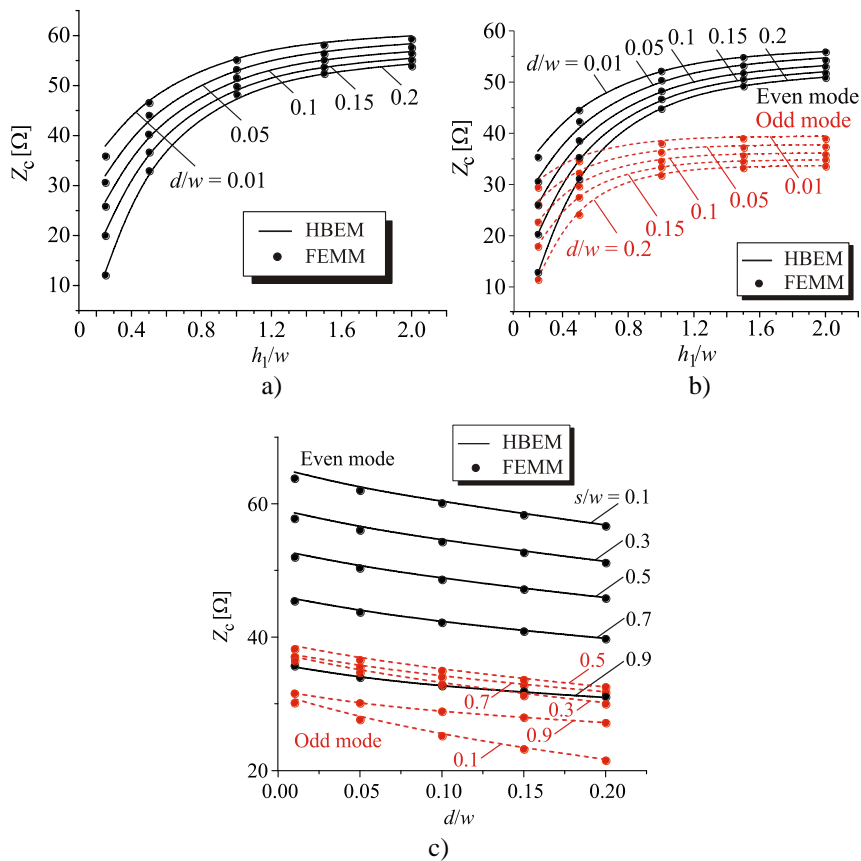 60
50
40
30
20
10
Z_c [Ω]
0.05
0.1
0.15
0.2
d/w = 0.01
HBEM
FEMM
0 0.4 0.8 1.2 1.6 2.0
h_1/w
a)
60
50
40
30
20
10
Z_c [Ω]
d/w = 0.01
0.05
0.1
0.15
0.2
Even mode
Odd mode
0.01
0.05
0.1
0.15
d/w = 0.2
HBEM
FEMM
0 0.4 0.8 1.2 1.6 2.0
h_1/w
b)
HBEM
FEMM
Even mode
s/w = 0.1
0.3
0.5
0.7
0.9
60
40
20
Z_c [Ω]
0.5
0.7
0.3
0.9
0.1
Odd mode
0.00 0.05 0.10 0.15 0.20
d/w
c)